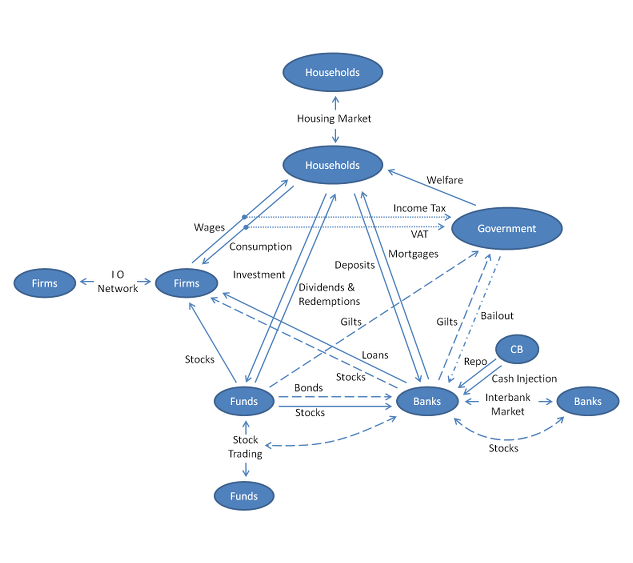 Households
Housing Market
Households
Welfare
Income Tax
Wages
Government
VAT
Consumption
Mortgages
Deposits
Investment
I O
Network
Firms
Firms
Dividends &
Redemptions
Gilts
Gilts
Bailout
CB
Stocks
Loans
Repo
Stocks
Cash Injection
Bonds
Funds
Stocks
Banks
Interbank
Market
Banks
Stock
Trading
Stocks
Funds